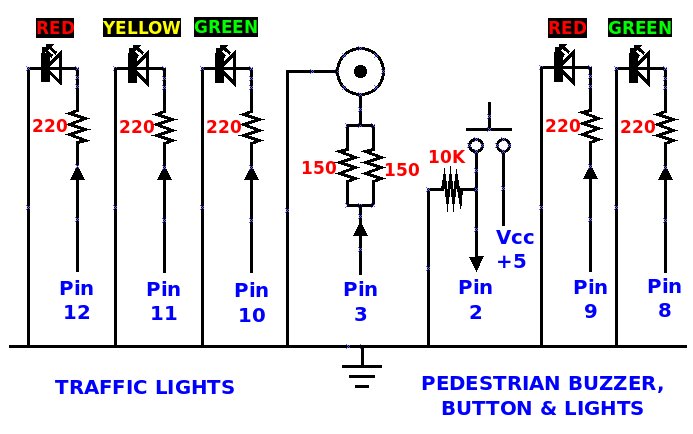 RED YELLOW GREEN RED GREEN
220 220 220 150 150 10K 220 220
Vcc
+5
Pin Pin Pin Pin Pin Pin Pin
12 11 10 3 2 9 8
TRAFFIC LIGHTS
PEDESTRIAN BUZZER,
BUTTON & LIGHTS